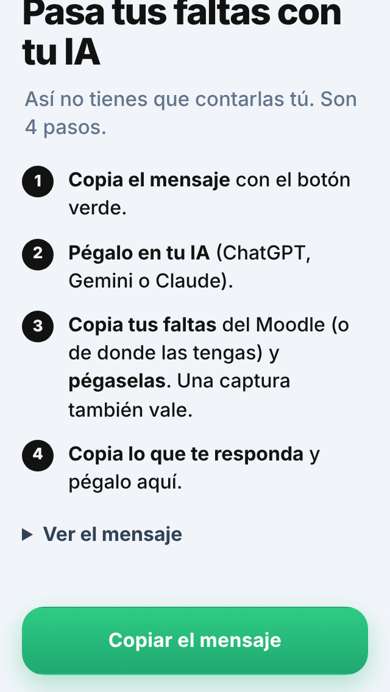 Pasa tus faltas con
tu IA
Así no tienes que contarlas tú. Son
4 pasos.
1 Copia el mensaje con el botón
verde.
2 Pégalo en tu IA (ChatGPT,
Gemini o Claude).
3 Copia tus faltas del Moodle (o
de donde las tengas) y
pégaselas. Una captura
también vale.
4 Copia lo que te responda y
pégalo aquí.
Ver el mensaje
Copiar el mensaje